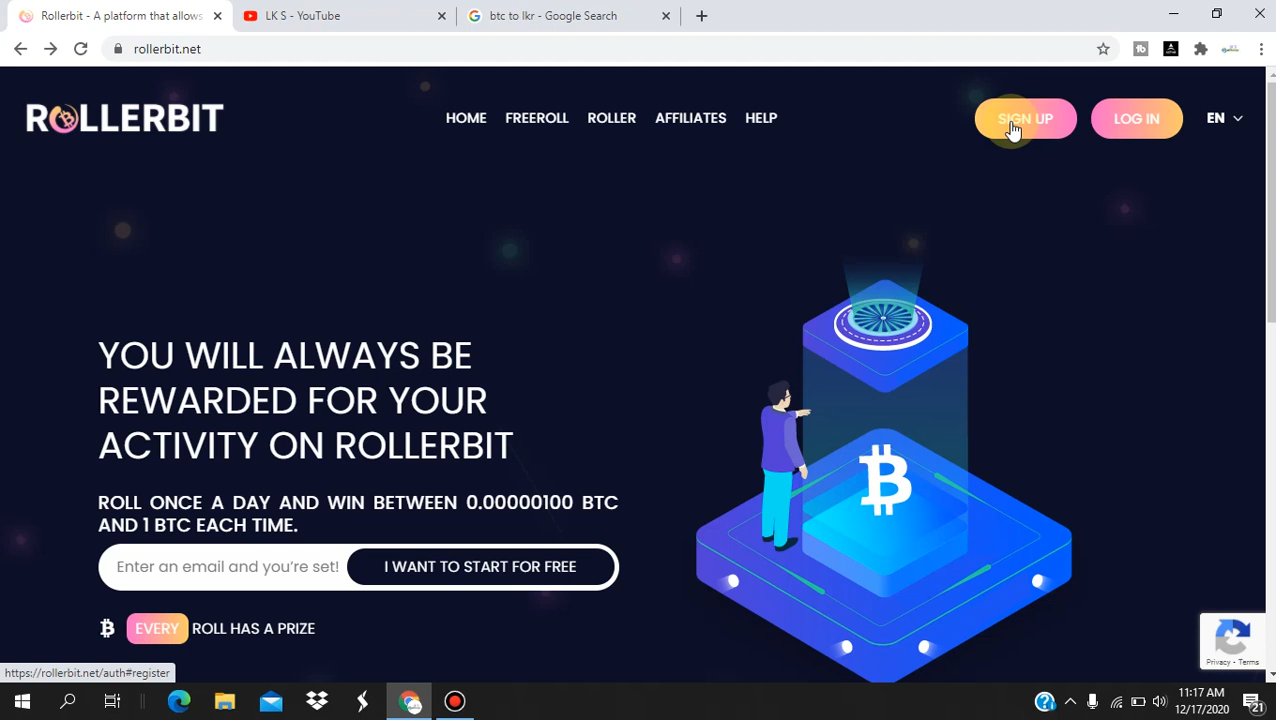 Rollerbit - A platform that allows
LK S - YouTube
btc to lkr - Google Search
rollerbit.net
ROLLERBIT
HOME
FREEROLL
ROLLER
AFFILIATES
HELP
SIGN UP
LOG IN
EN
YOU WILL ALWAYS BE
REWARDED FOR YOUR
ACTIVITY ON ROLLERBIT
ROLL ONCE A DAY AND WIN BETWEEN 0.00000100 BTC
AND 1 BTC EACH TIME.
Enter an email and you're set!
I WANT TO START FOR FREE
EVERY ROLL HAS A PRIZE
Privacy - Terms
https://rollerbit.net/auth#register
11:17 AM
12/17/2020
21